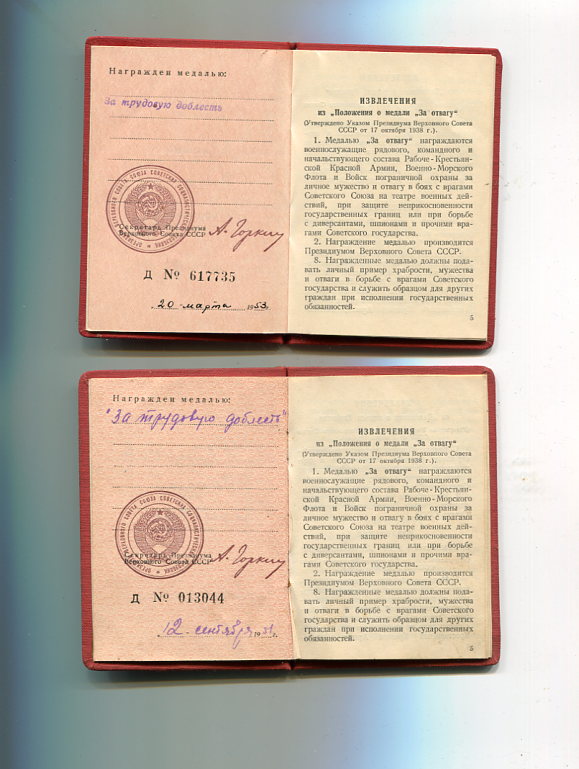 Награжден медалью:
За трудовую доблесть
Секретарь Президиума
Верховного Совета СССР
А. Горкин
Д № 617735
20 марта 1953
ИЗВЛЕЧЕНИЯ
из „Положения о медали „За отвагу“
(Утверждено Указом Президиума Верховного Совета
СССР от 17 октября 1938 г.).
1. Медалью „За отвагу“ награждаются
военнослужащие рядового, командного и
начальствующего состава Рабоче-Крестьян-
ской Красной Армии, Военно-Морского
Флота и Войск пограничной охраны за
личное мужество и отвагу в боях с врагами
Советского Союза на театре военных дей-
ствий, при защите неприкосновенности
государственных границ или при борьбе
с диверсантами, шпионами и прочими вра-
гами Советского государства.
2. Награждение медалью производится
Президиумом Верховного Совета СССР.
8. Награжденные медалью должны пода-
вать личный пример храбрости, мужества
и отваги в борьбе с врагами Советского
государства и служить образцом для других
граждан при исполнении государственных
обязанностей.
5
Награжден медалью:
"За трудовую доблесть"
Секретарь Президиума
Верховного Совета СССР
А. Горкин
Д № 013044
12 сентября 1951 г.
ИЗВЛЕЧЕНИЯ
из „Положения о медали „За отвагу“
(Утверждено Указом Президиума Верховного Совета
СССР от 17 октября 1938 г.).
1. Медалью „За отвагу“ награждаются
военнослужащие рядового, командного и
начальствующего состава Рабоче-Крестьян-
ской Красной Армии, Военно-Морского
Флота и Войск пограничной охраны за
личное мужество и отвагу в боях с врагами
Советского Союза на театре военных дей-
ствий, при защите неприкосновенности
государственных границ или при борьбе
с диверсантами, шпионами и прочими вра-
гами Советского государства.
2. Награждение медалью производится
Президиумом Верховного Совета СССР.
8. Награжденные медалью должны пода-
вать личный пример храбрости, мужества
и отваги в борьбе с врагами Советского
государства и служить образцом для других
граждан при исполнении государственных
обязанностей.
5